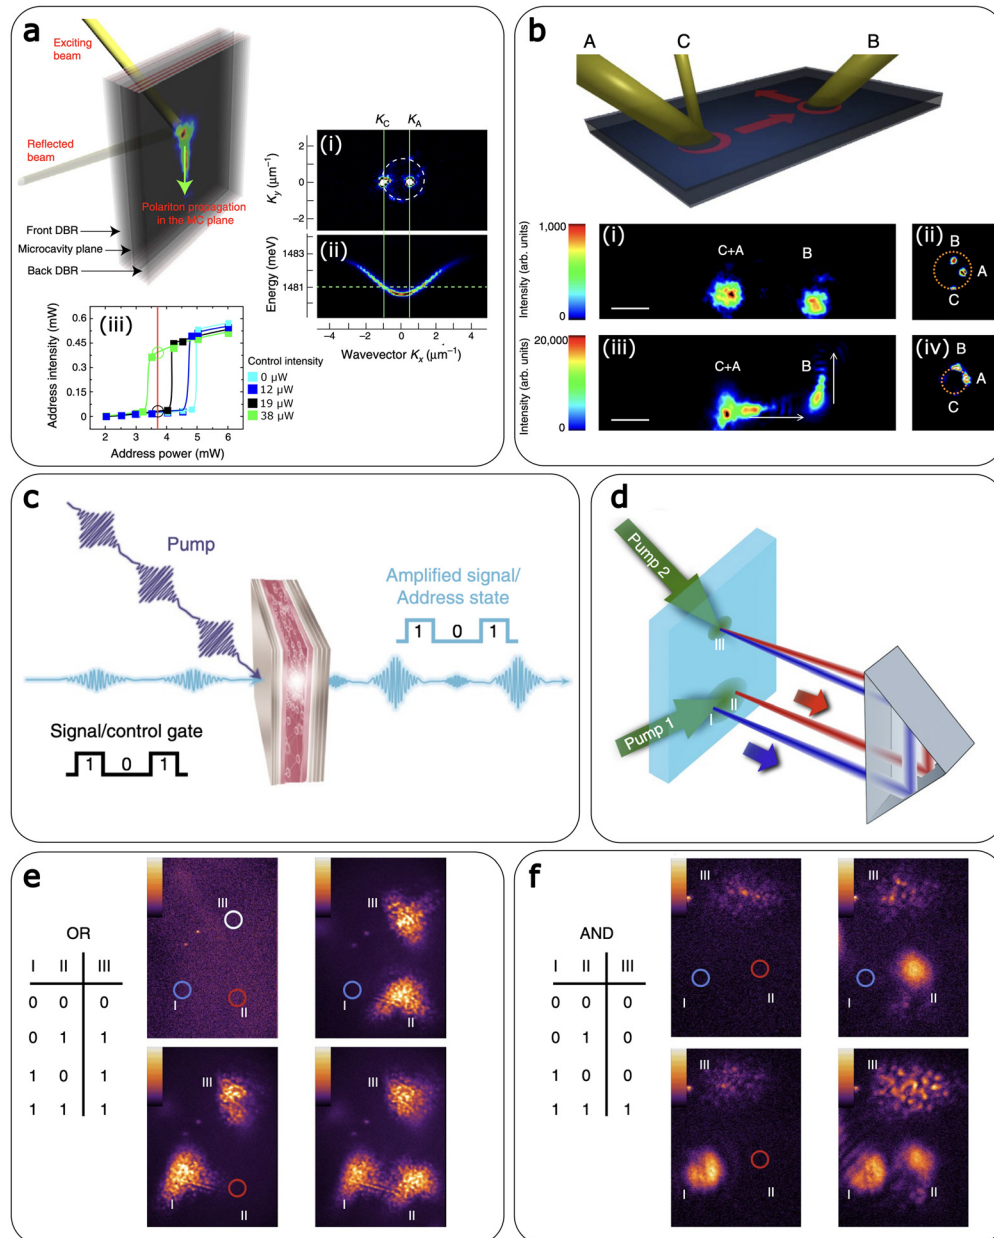 a
Exciting
beam
Reflected
beam
Polariton propagation
in the MC plane
Front DBR
Microcavity plane
Back DBR
K_C K_A
(i)
K_y (μm⁻¹)
2
0
−2
(ii)
Energy (meV)
1483
1481
−4 −2 0 2 4
Wavevector K_x (μm⁻¹)
(iii)
Address intensity (mW)
0.6
0.45
0.3
0.15
0
2 3 4 5 6
Address power (mW)
Control intensity
0 μW
12 μW
19 μW
38 μW
b
A C B
Intensity (arb. units)
1,000
0
(i)
C+A B
(ii)
B
A
C
Intensity (arb. units)
20,000
0
(iii)
C+A B
(iv)
B
A
C
c
Pump
Amplified signal/
Address state
1 0 1
Signal/control gate
1 0 1
d
Pump 2
III
Pump 1
I II
e
OR
I II III
0 0 0
0 1 1
1 0 1
1 1 1
III
I
II
III
I
II
III
I
II
III
I
II
f
AND
I II III
0 0 0
0 1 0
1 0 0
1 1 1
III
I
II
III
I
II
III
I
II
III
I
II